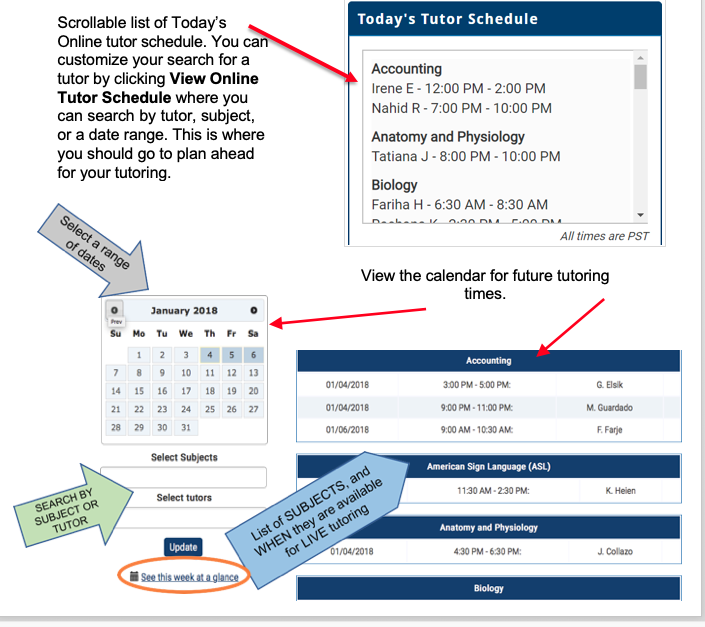 Scrollable list of Today's
Online tutor schedule. You can
customize your search for a
tutor by clicking View Online
Tutor Schedule where you
can search by tutor, subject,
or a date range. This is where
you should go to plan ahead
for your tutoring.
Today's Tutor Schedule
Accounting
Irene E - 12:00 PM - 2:00 PM
Nahid R - 7:00 PM - 10:00 PM
Anatomy and Physiology
Tatiana J - 8:00 PM - 10:00 PM
Biology
Fariha H - 6:30 AM - 8:30 AM
All times are PST
Select a range
of dates
View the calendar for future tutoring
times.
January 2018
Prev
Su Mo Tu We Th Fr Sa
1 2 3 4 5 6
7 8 9 10 11 12 13
14 15 16 17 18 19 20
21 22 23 24 25 26 27
28 29 30 31
Select Subjects
Select tutors
SEARCH BY
SUBJECT OR
TUTOR
Update
See this week at a glance
Accounting
01/04/2018 3:00 PM - 5:00 PM: G. Elsik
01/04/2018 9:00 PM - 11:00 PM: M. Guardado
01/06/2018 9:00 AM - 10:30 AM: F. Farje
List of SUBJECTS, and
WHEN they are available
for LIVE tutoring
American Sign Language (ASL)
11:30 AM - 2:30 PM: K. Heien
Anatomy and Physiology
01/04/2018 4:30 PM - 6:30 PM: J. Collazo
Biology